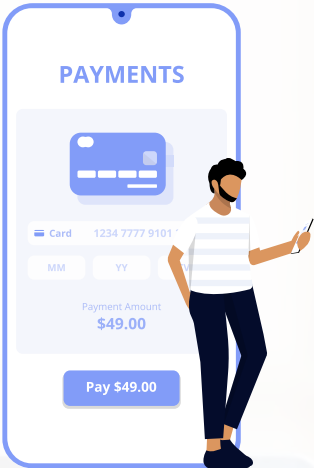 PAYMENTS
Card 1234 7777 9101
MM YY
Payment Amount
$49.00
Pay $49.00